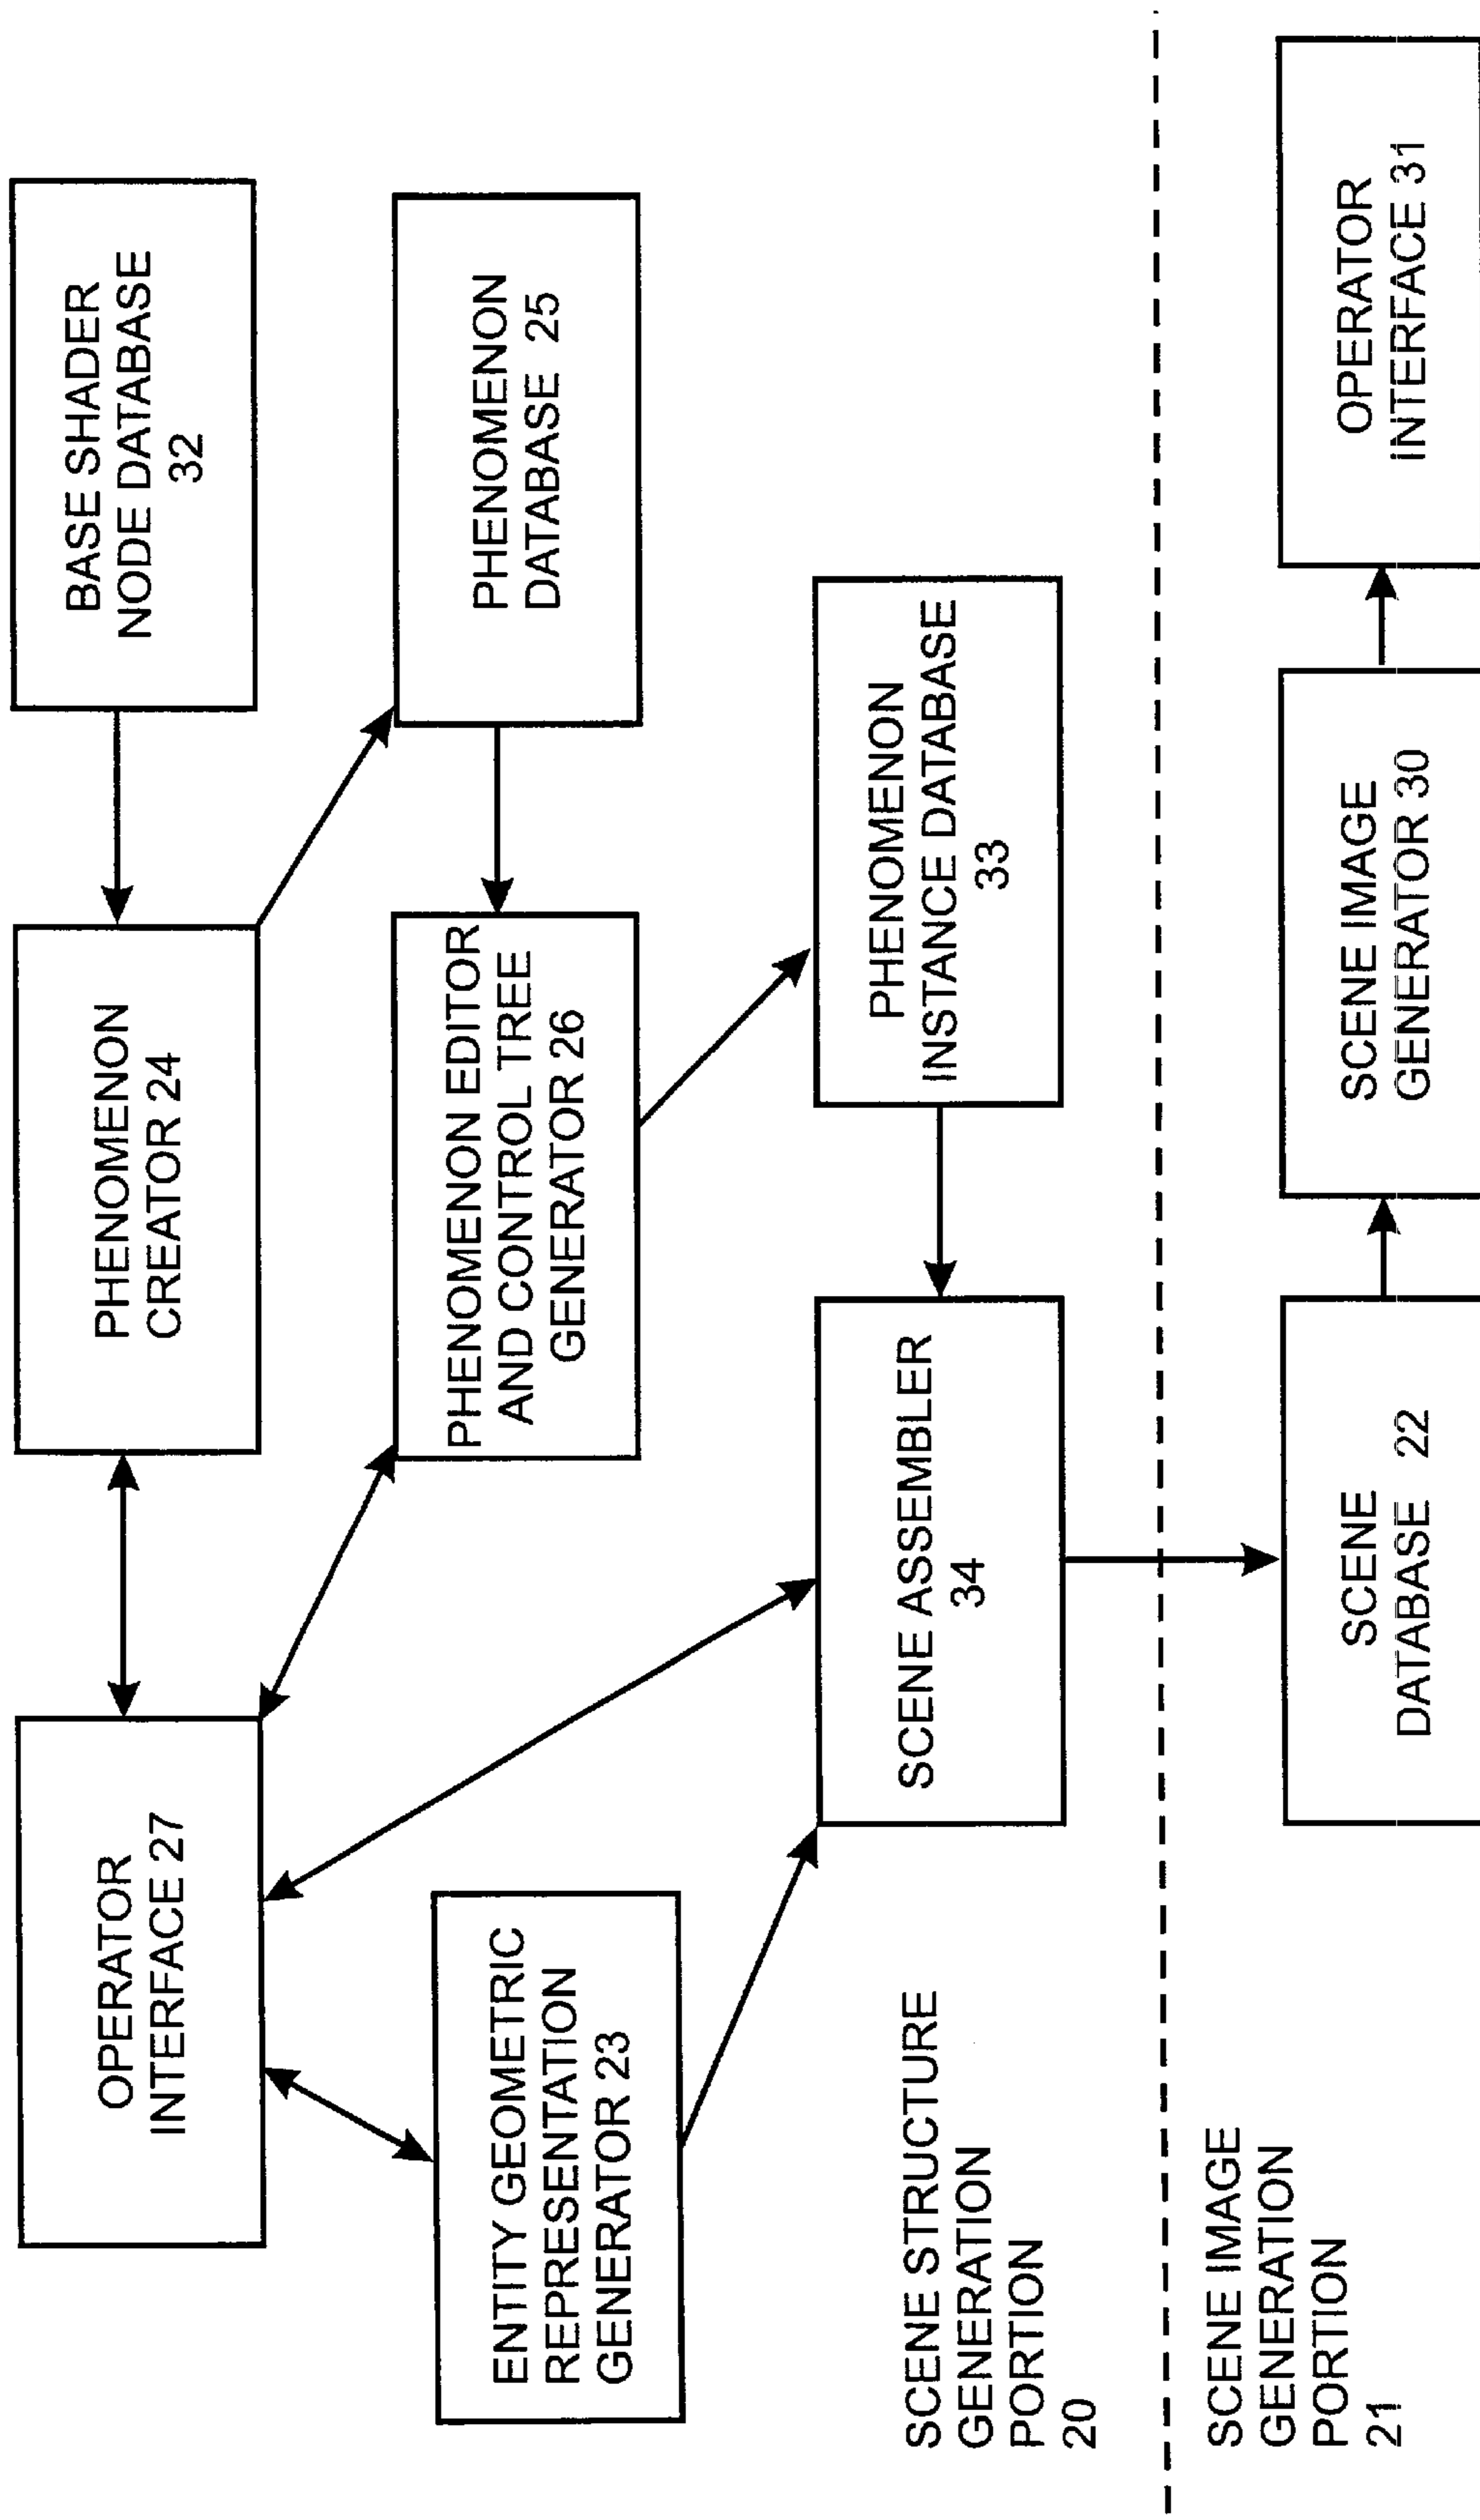 OPERATOR
INTERFACE 27
PHENOMENON
CREATOR 24
BASE SHADER
NODE DATABASE
32
ENTITY GEOMETRIC
REPRESENTATION
GENERATOR 23
PHENOMENON EDITOR
AND CONTROL TREE
GENERATOR 26
PHENOMENON
DATABASE 25
SCENE STRUCTURE
GENERATION
PORTION
20
SCENE ASSEMBLER
34
PHENOMENON
INSTANCE DATABASE
33
SCENE IMAGE
GENERATION
PORTION
21
SCENE
DATABASE 22
SCENE IMAGE
GENERATOR 30
OPERATOR
INTERFACE 31